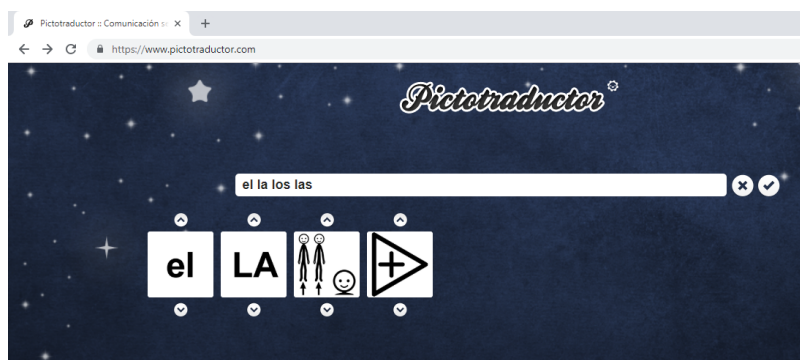 Pictotraductor :: Comunicación s
https://www.pictotraductor.com
Pictotraductor
el la los las
el LA